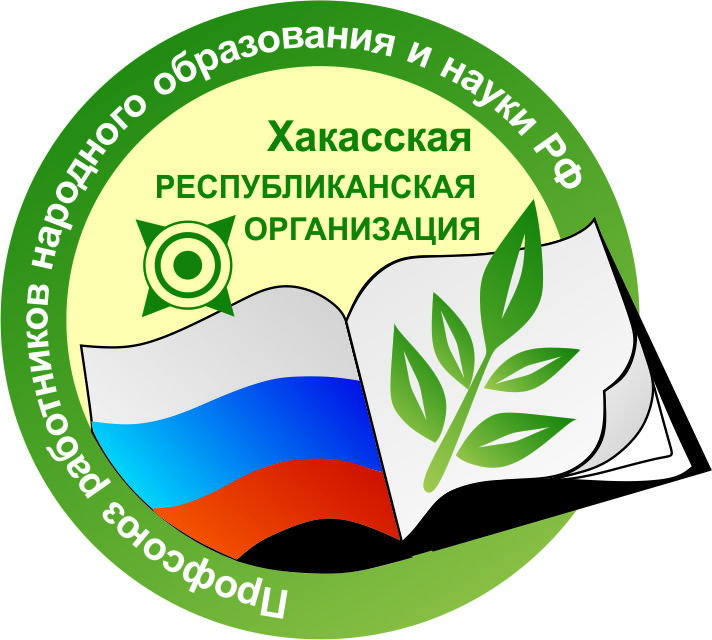 Профсоюз работников народного образования и науки РФ
Хакасская
РЕСПУБЛИКАНСКАЯ
ОРГАНИЗАЦИЯ